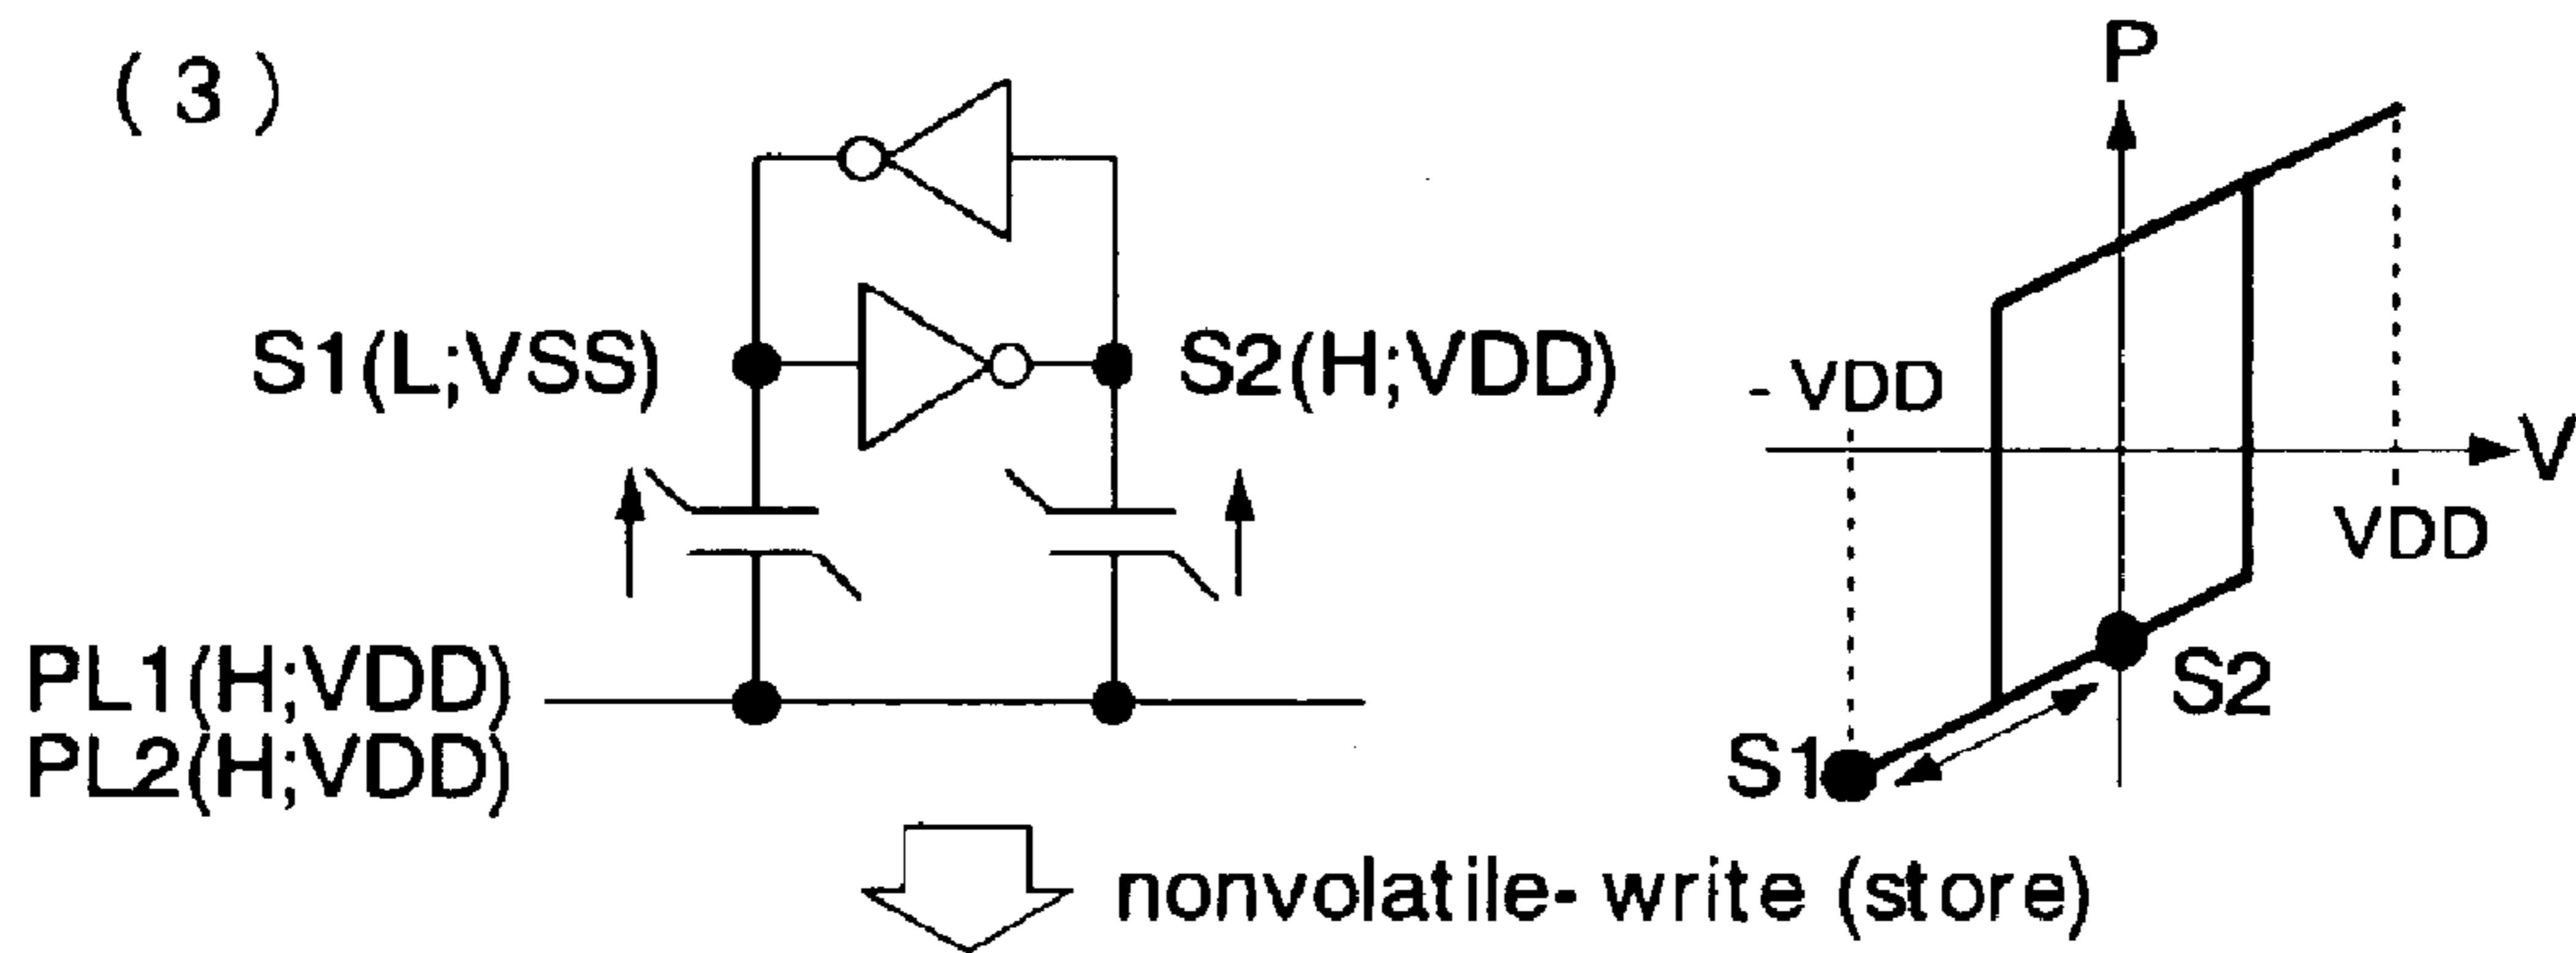 ( 3 )
P
S1(L;VSS)
S2(H;VDD)
- VDD
V
VDD
PL1(H;VDD)
PL2(H;VDD)
S2
S1
nonvolatile- write (store)